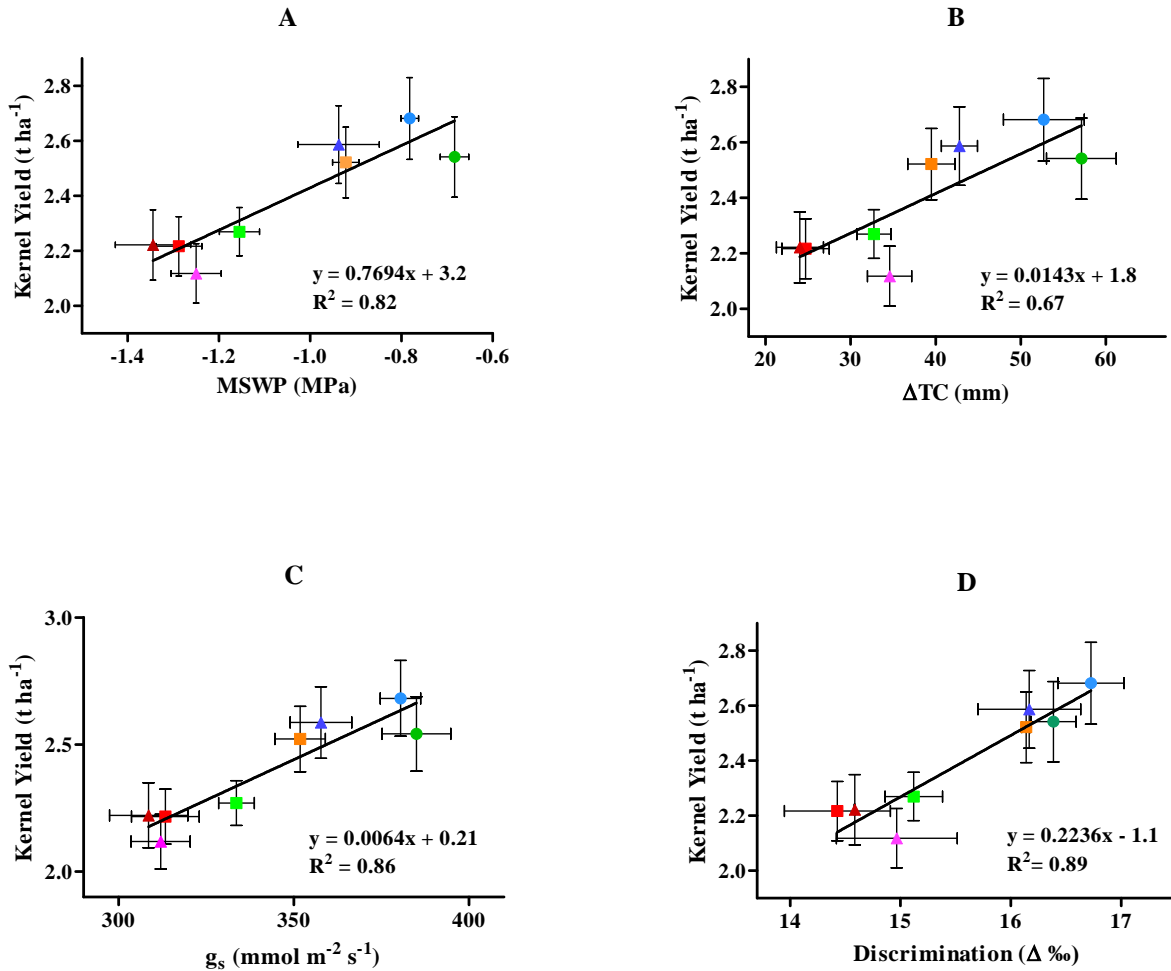 A
Kernel Yield (t ha⁻¹)
2.8
2.6
2.4
2.2
2.0
y = 0.7694x + 3.2
R² = 0.82
-1.4 -1.2 -1.0 -0.8 -0.6
MSWP (MPa)
B
Kernel Yield (t ha⁻¹)
2.8
2.6
2.4
2.2
2.0
y = 0.0143x + 1.8
R² = 0.67
20 30 40 50 60
ΔTC (mm)
C
Kernel Yield (t ha⁻¹)
3.0
2.5
2.0
y = 0.0064x + 0.21
R² = 0.86
300 350 400
gₛ (mmol m⁻² s⁻¹)
D
Kernel Yield (t ha⁻¹)
2.8
2.6
2.4
2.2
2.0
y = 0.2236x - 1.1
R²= 0.89
14 15 16 17
Discrimination (Δ ‰)